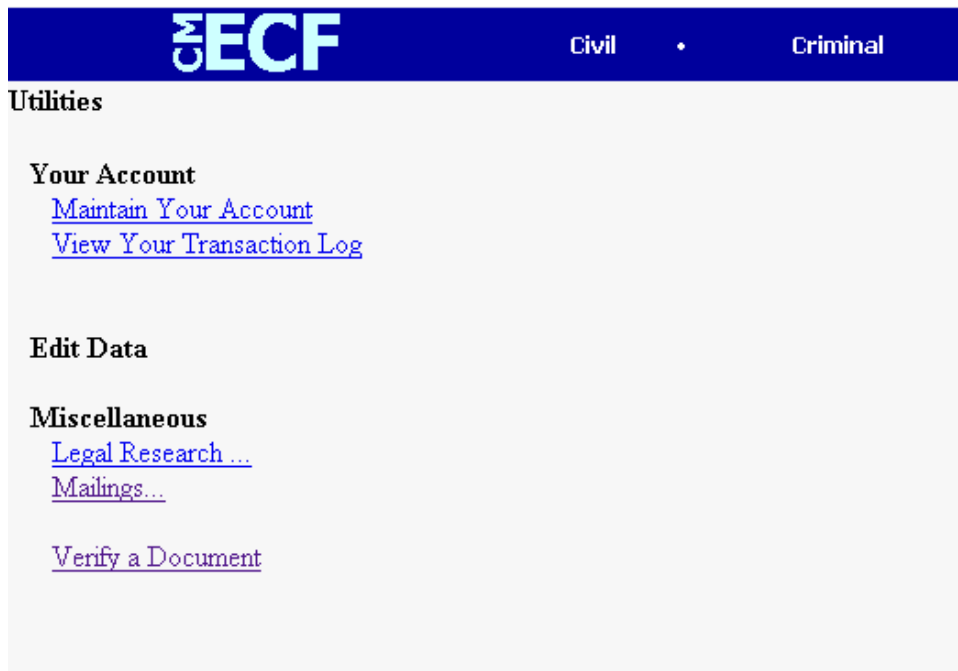 CM ECF Civil • Criminal
Utilities
Your Account
Maintain Your Account
View Your Transaction Log
Edit Data
Miscellaneous
Legal Research ...
Mailings...
Verify a Document